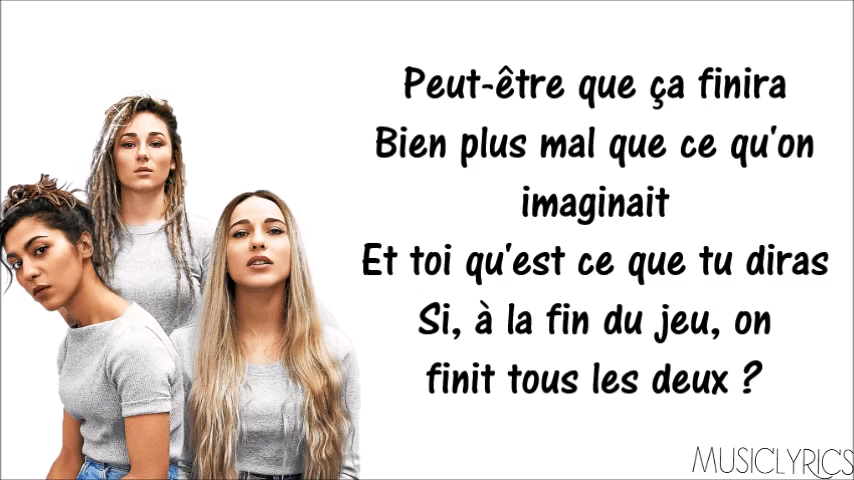 Peut-être que ça finira
Bien plus mal que ce qu'on
imaginait
Et toi qu'est ce que tu diras
Si, à la fin du jeu, on
finit tous les deux ?
MUSICLYRICS